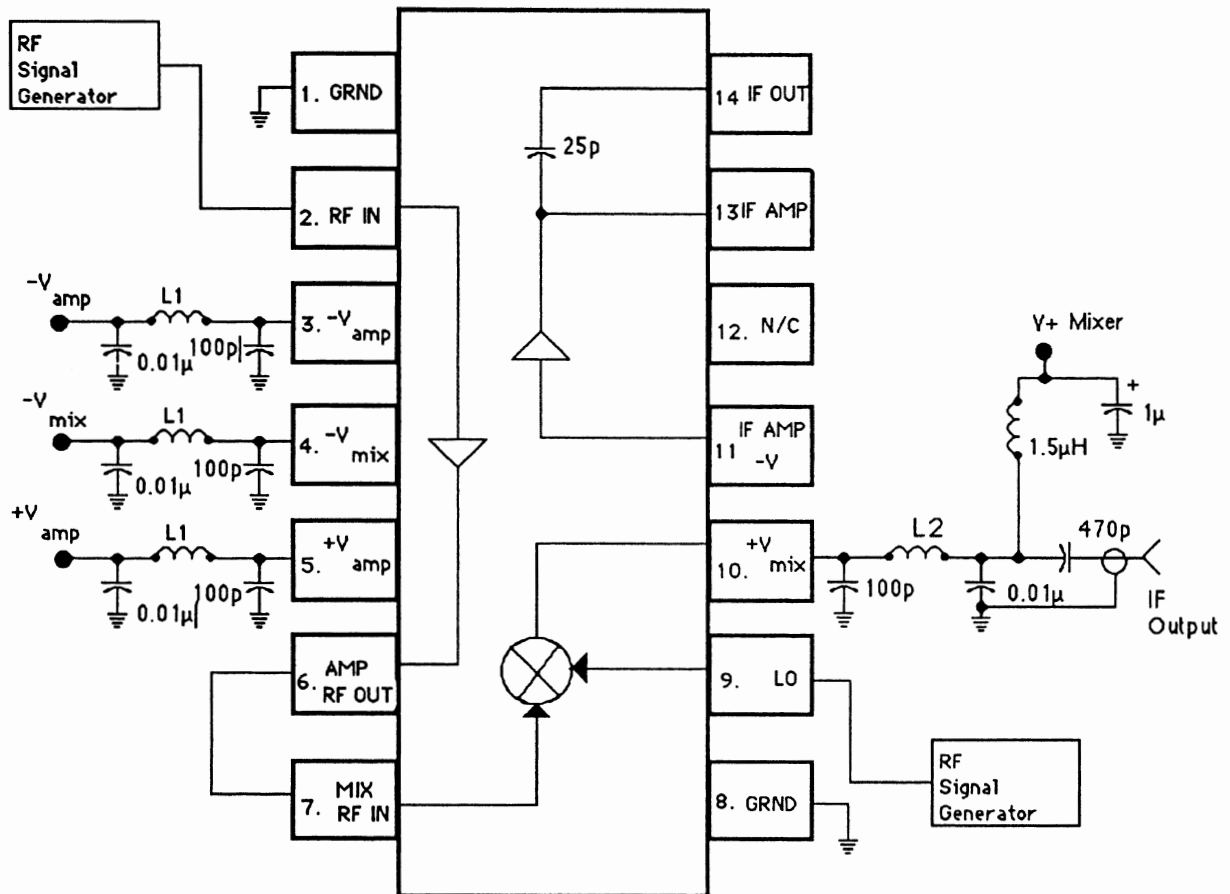 RF
Signal
Generator
1. GRND
2. RF IN
-V
amp
L1
0.01μ
100p
3. -V
amp
-V
mix
L1
0.01μ
100p
4. -V
mix
+V
amp
L1
0.01μ
100p
5. +V
amp
6. AMP
RF OUT
7. MIX
RF IN
25p
14 IF OUT
13 IF AMP
12. N/C
11 IF AMP
-V
10. +V
mix
9. LO
8. GRND
V+ Mixer
+
1μ
1.5μH
L2
470p
100p
0.01μ
IF
Output
RF
Signal
Generator